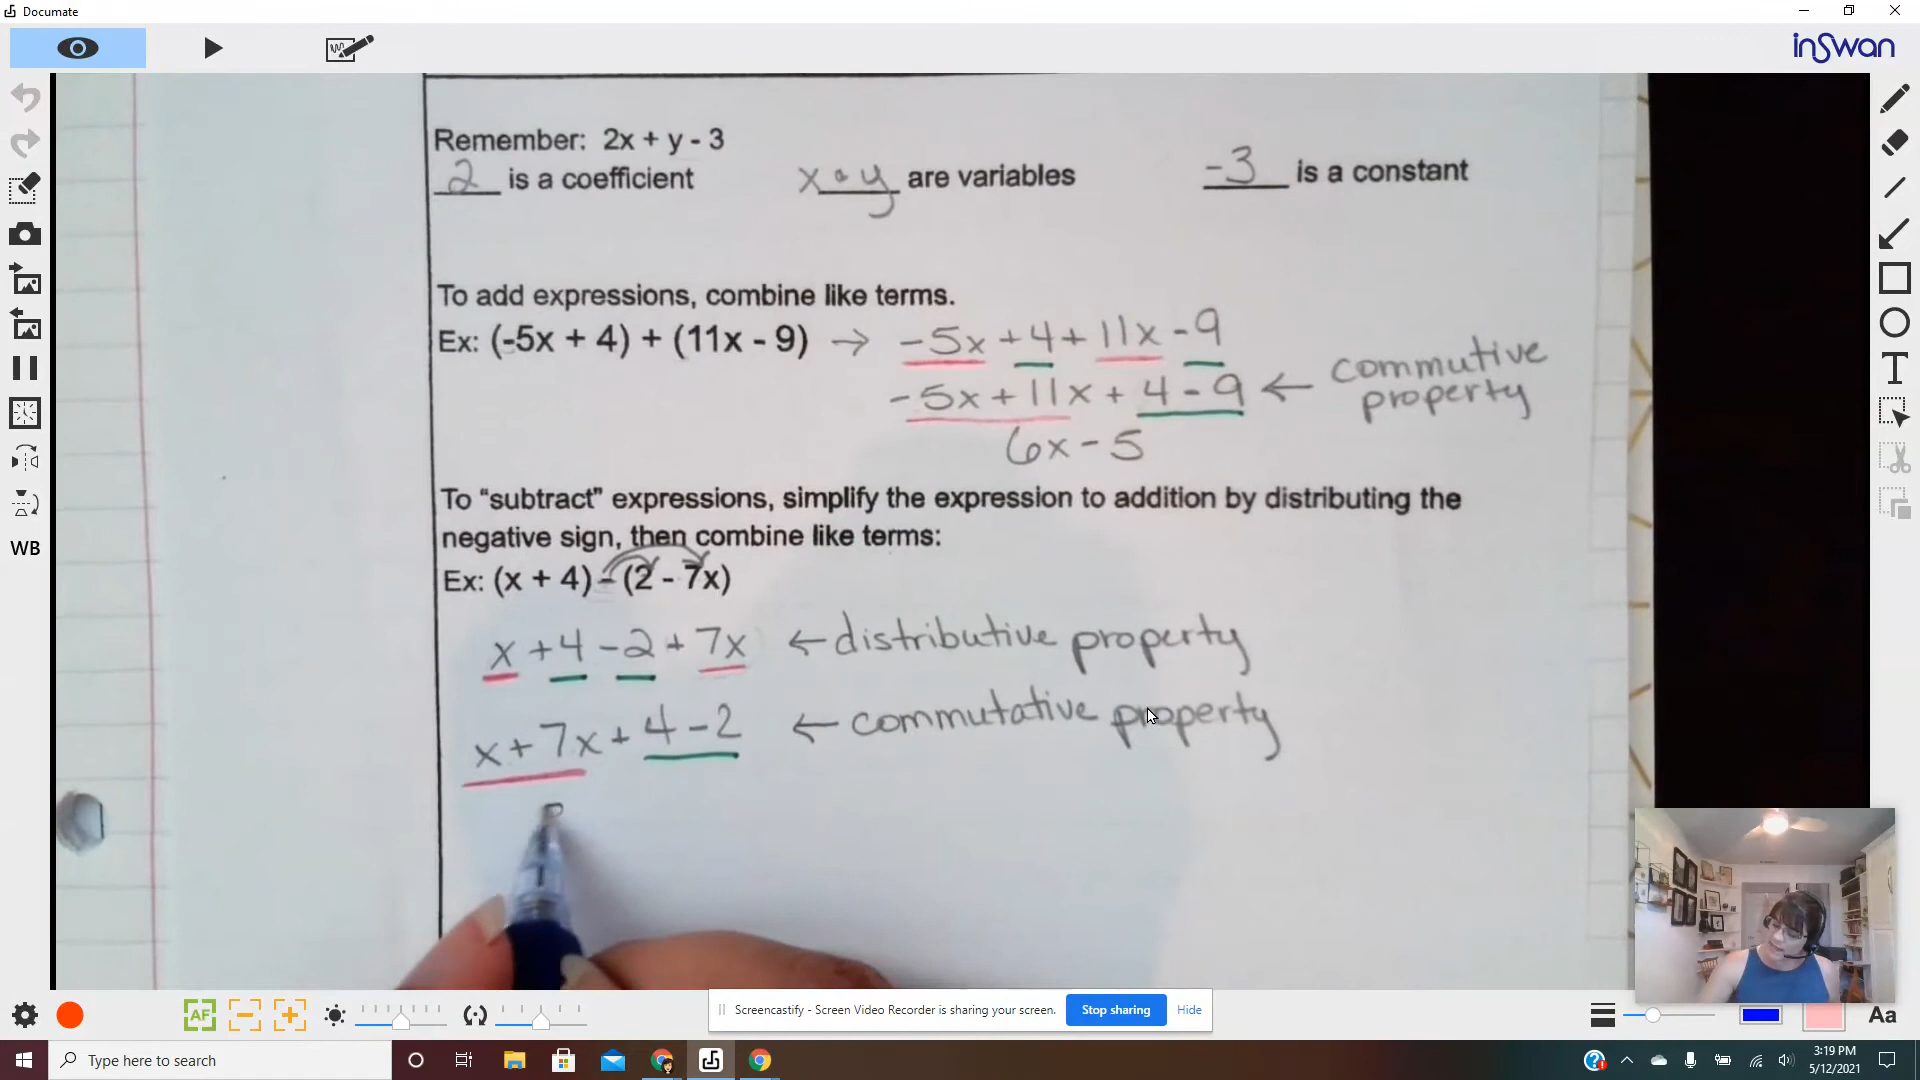 Documate
inSwan
Remember: 2x + y - 3
2 is a coefficient x & y are variables -3 is a constant
To add expressions, combine like terms.
Ex: (-5x + 4) + (11x - 9) → -5x + 4 + 11x - 9
-5x + 11x + 4 - 9 ← commutive property
6x - 5
To “subtract” expressions, simplify the expression to addition by distributing the
negative sign, then combine like terms:
Ex: (x + 4) - (2 - 7x)
x + 4 - 2 + 7x ← distributive property
x + 7x + 4 - 2 ← commutative property
WB
T
AF
Screencastify - Screen Video Recorder is sharing your screen. Stop sharing Hide
Aa
Type here to search
3:19 PM
5/12/2021